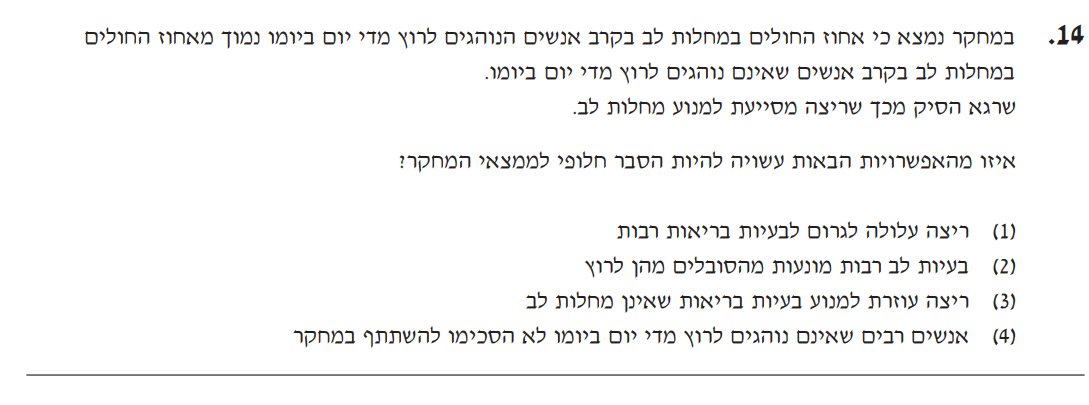 14. במחקר נמצא כי אחוז החולים במחלות לב בקרב אנשים הנוהגים לרוץ מדי יום ביומו נמוך מאחוז החולים
במחלות לב בקרב אנשים שאינם נוהגים לרוץ מדי יום ביומו.
שרגא הסיק מכך שריצה מסייעת למנוע מחלות לב.
איזו מהאפשרויות הבאות עשויה להיות הסבר חלופי לממצאי המחקר?
(1) ריצה עלולה לגרום לבעיות בריאות רבות
(2) בעיות לב רבות מונעות מהסובלים מהן לרוץ
(3) ריצה עוזרת למנוע בעיות בריאות שאינן מחלות לב
(4) אנשים רבים שאינם נוהגים לרוץ מדי יום ביומו לא הסכימו להשתתף במחקר